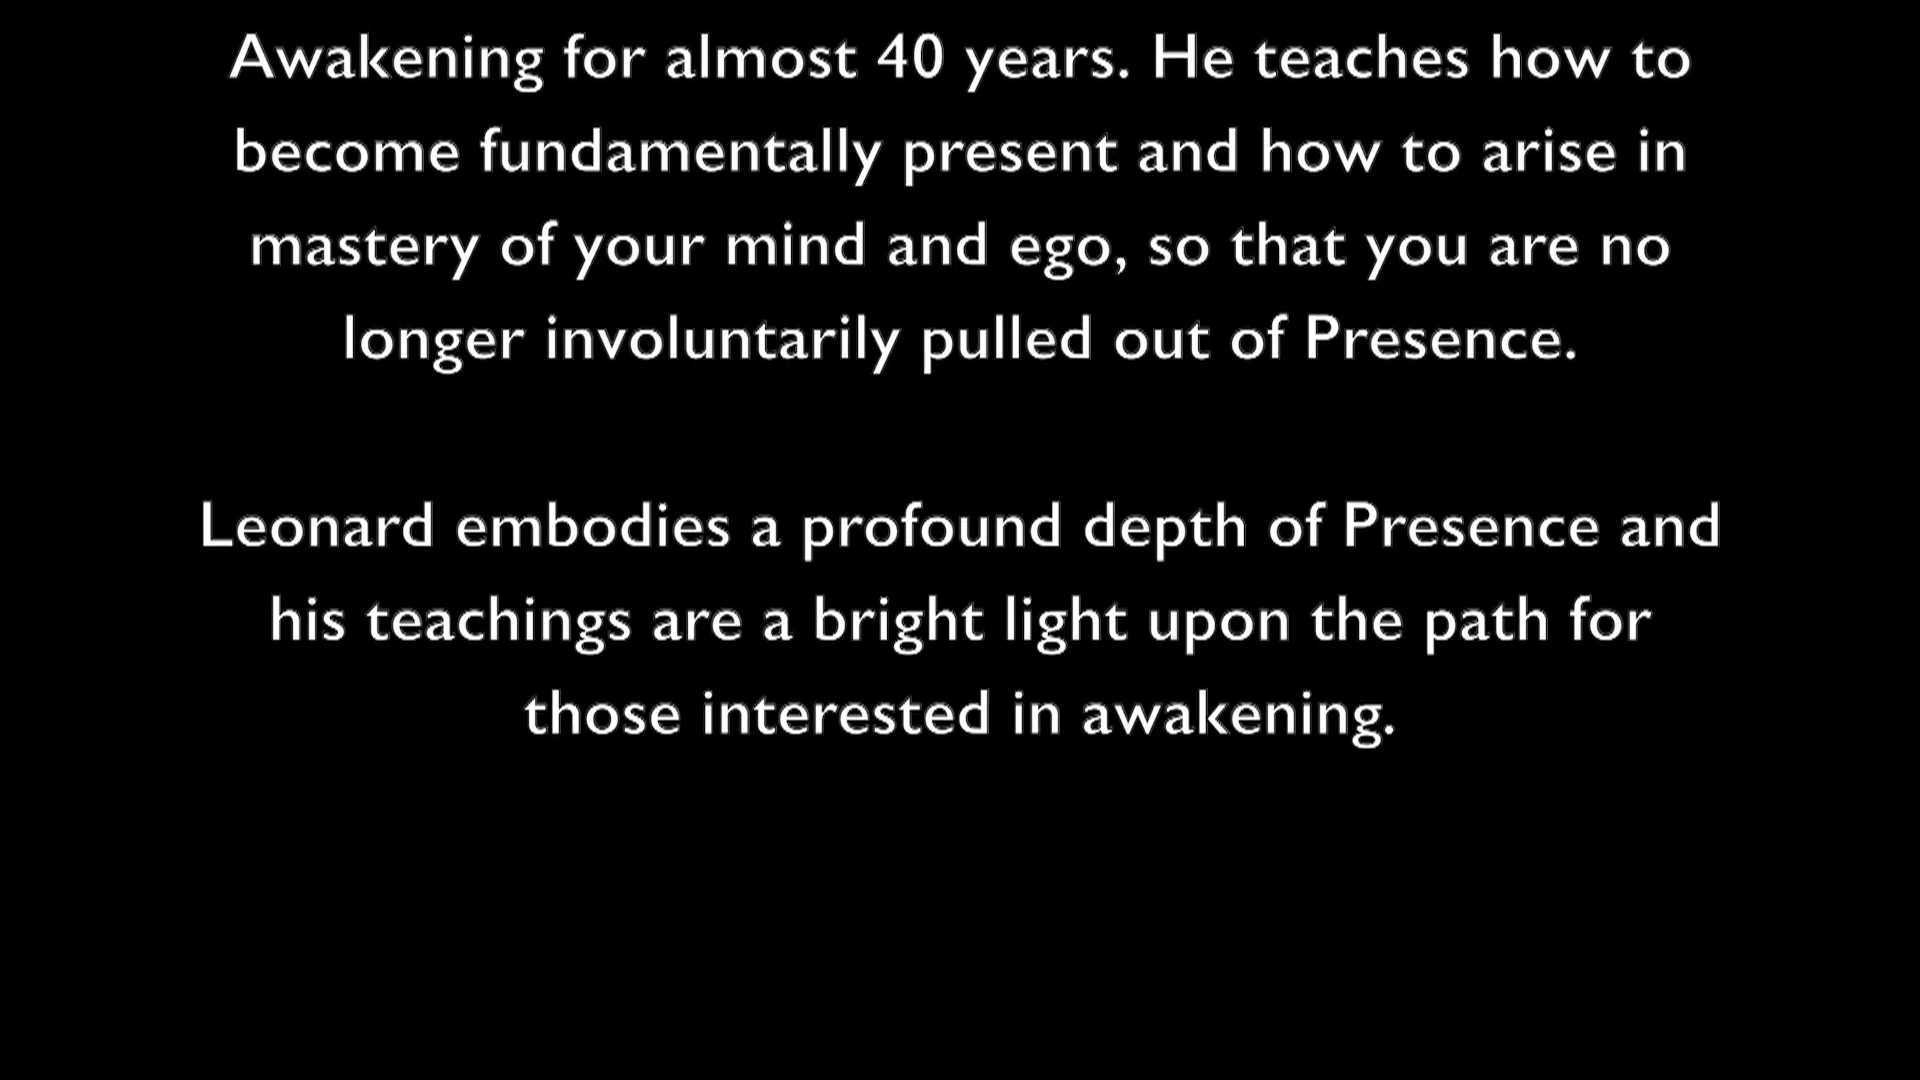 Awakening for almost 40 years. He teaches how to
become fundamentally present and how to arise in
mastery of your mind and ego, so that you are no
longer involuntarily pulled out of Presence.
Leonard embodies a profound depth of Presence and
his teachings are a bright light upon the path for
those interested in awakening.